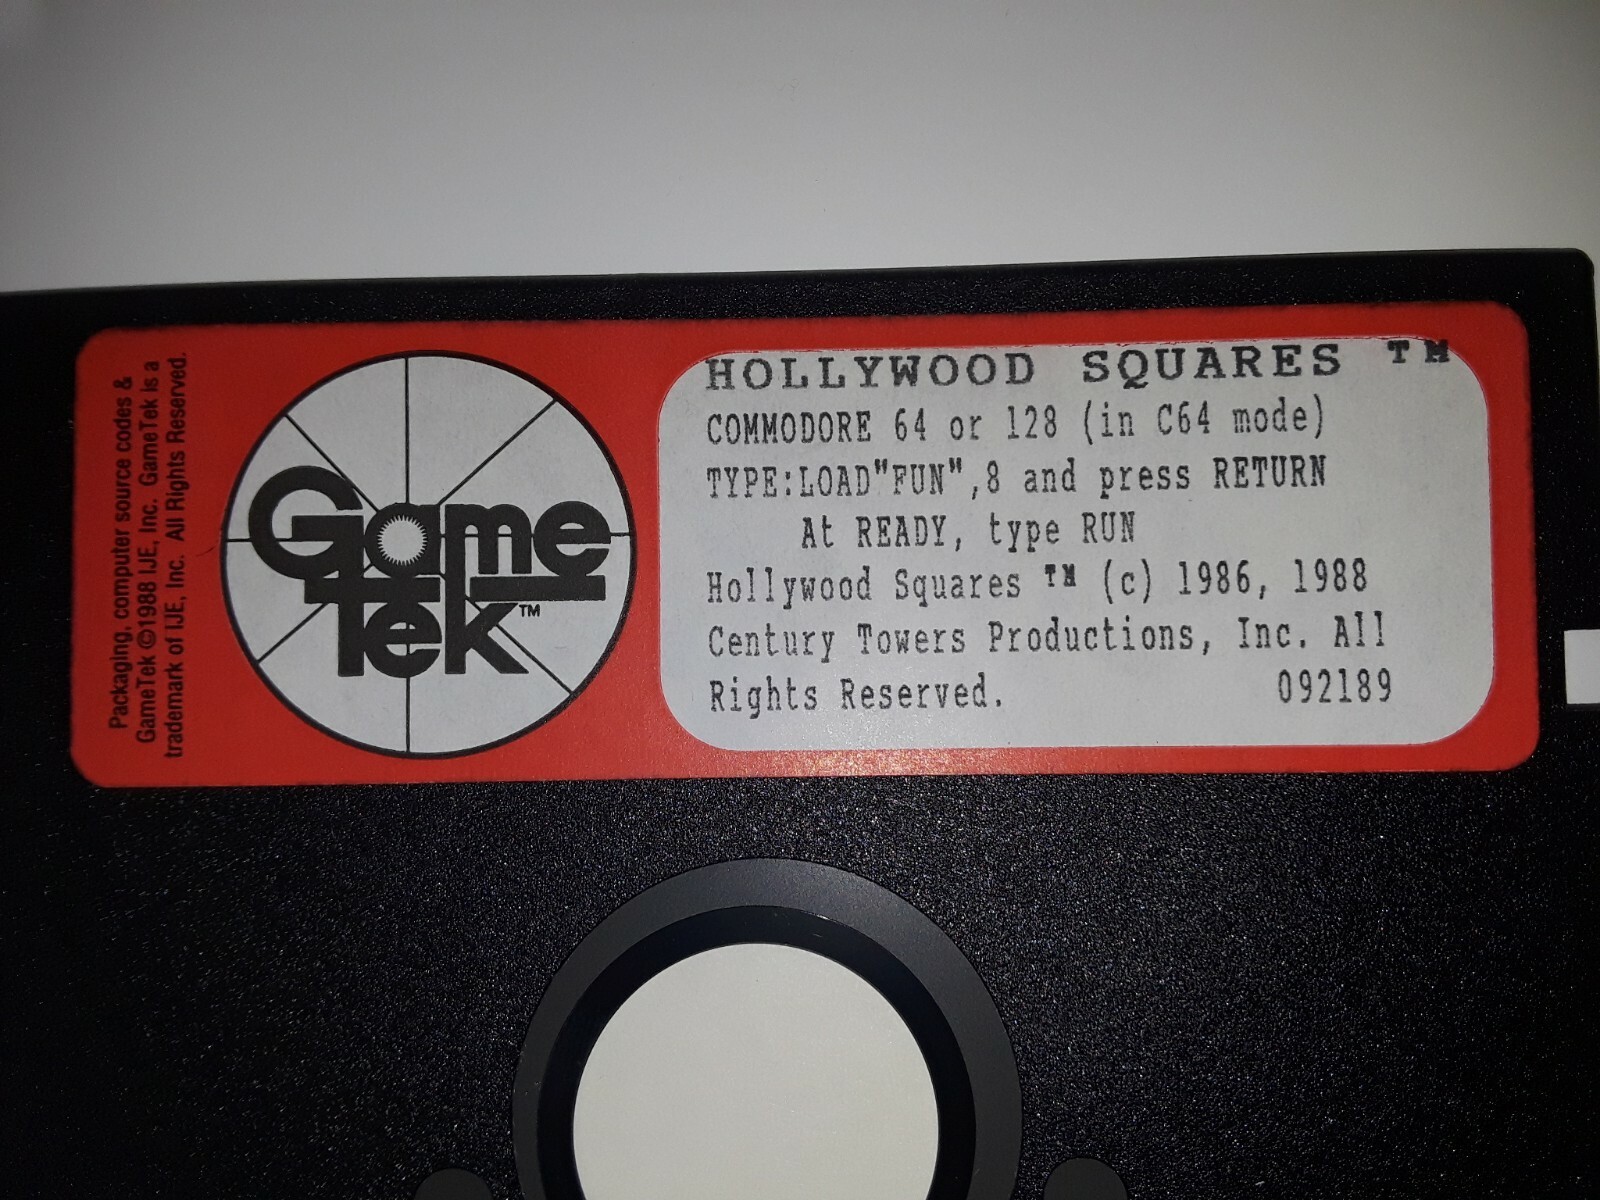 Packaging, computer source codes &
GameTek ©1988 IJE, Inc. GameTek is a
trademark of IJE, Inc. All Rights Reserved.
Game
Tek™
HOLLYWOOD SQUARES ™
COMMODORE 64 or 128 (in C64 mode)
TYPE:LOAD"FUN",8 and press RETURN
At READY, type RUN
Hollywood Squares ™ (c) 1986, 1988
Century Towers Productions, Inc. All
Rights Reserved. 092189